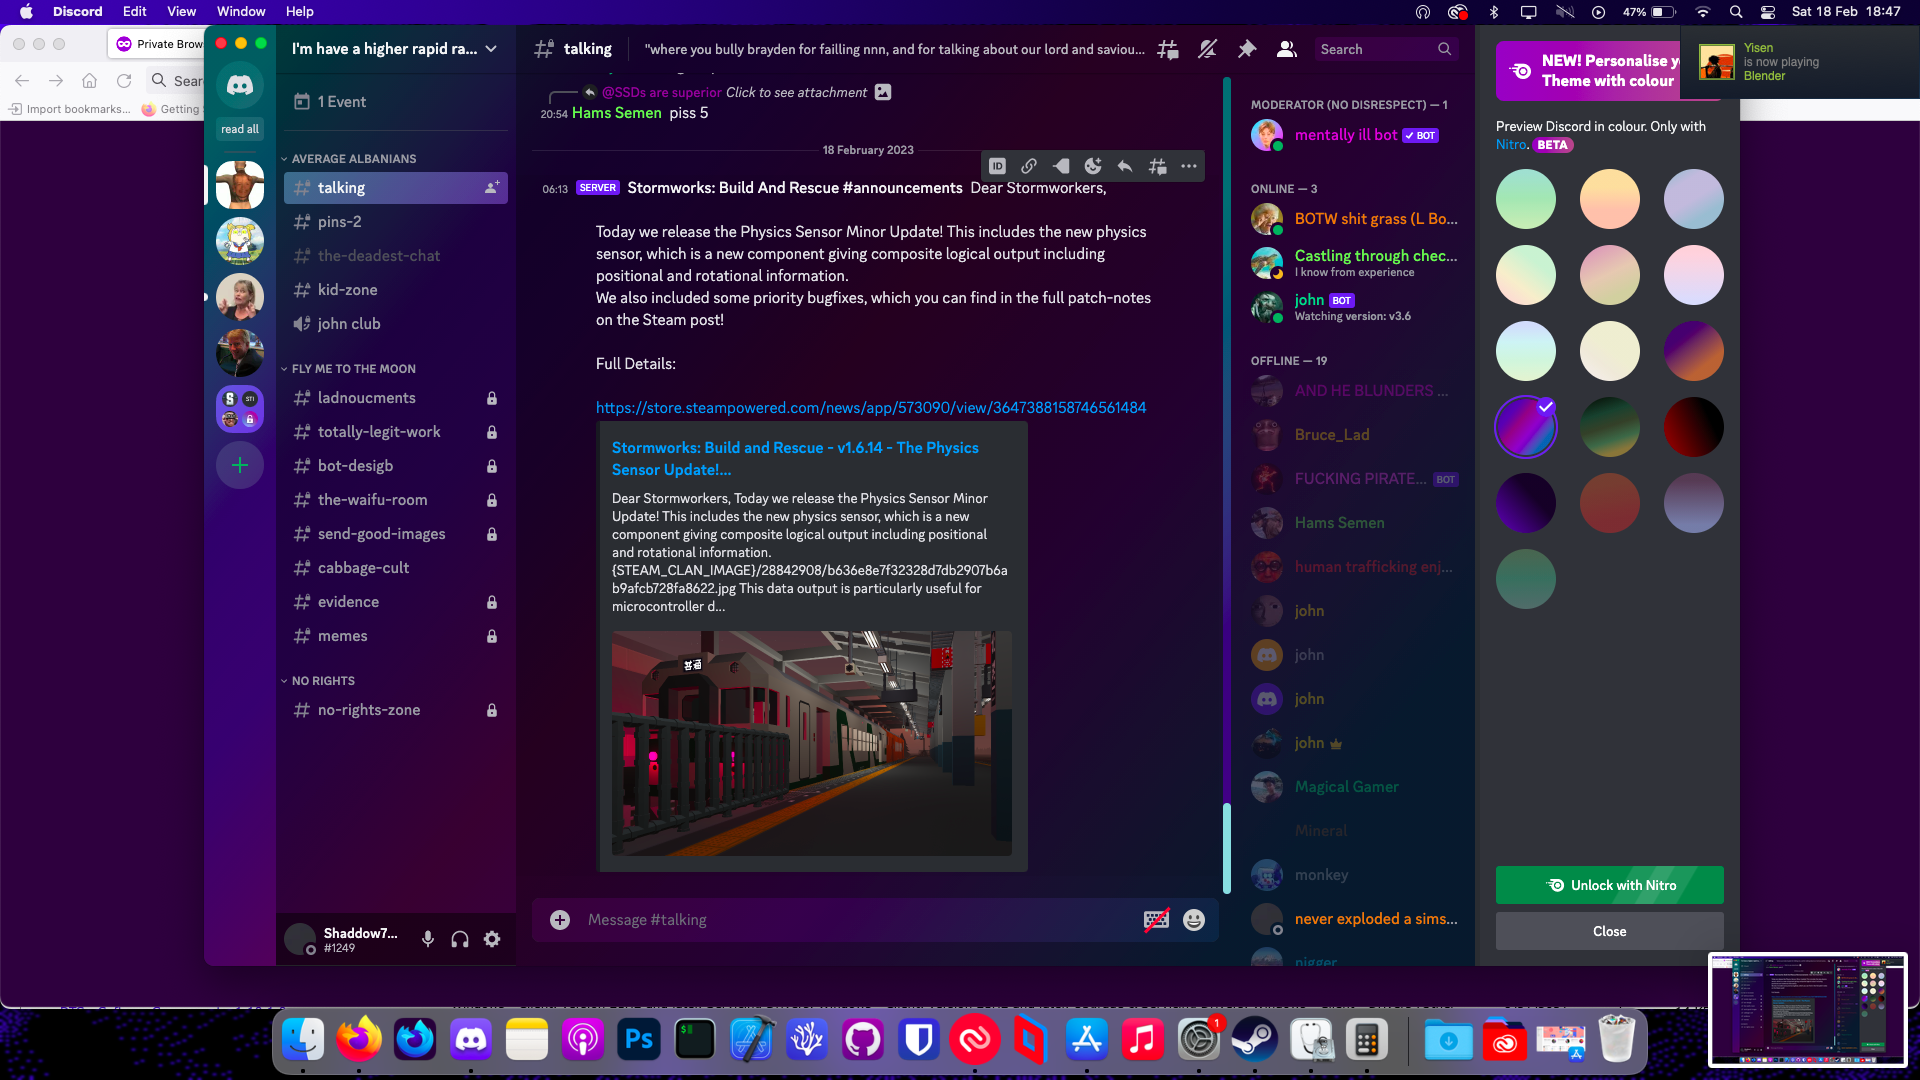 Discord Edit View Window Help
47% Sat 18 Feb 18:47
Private Brow
Sear
Import bookmarks... Getting
read all
I'm have a higher rapid ra...
1 Event
AVERAGE ALBANIANS
talking
pins-2
the-deadest-chat
kid-zone
john club
FLY ME TO THE MOON
ladnoucments
totally-legit-work
bot-desigb
the-waifu-room
send-good-images
cabbage-cult
evidence
memes
NO RIGHTS
no-rights-zone
Shaddow7...
#1249
talking
"where you bully brayden for failling nnn, and for talking about our lord and saviou...
Search
@SSDs are superior Click to see attachment
20:54 Hams Semen piss 5
18 February 2023
ID
06:13 SERVER Stormworks: Build And Rescue #announcements Dear Stormworkers,
Today we release the Physics Sensor Minor Update! This includes the new physics
sensor, which is a new component giving composite logical output including
positional and rotational information.
We also included some priority bugfixes, which you can find in the full patch-notes
on the Steam post!
Full Details:
https://store.steampowered.com/news/app/573090/view/3647388158746561484
Stormworks: Build and Rescue - v1.6.14 - The Physics
Sensor Update!...
Dear Stormworkers, Today we release the Physics Sensor Minor
Update! This includes the new physics sensor, which is a new
component giving composite logical output including positional
and rotational information.
{STEAM_CLAN_IMAGE}/28842908/b636e8e7f32328d7db2907b6a
b9afcb728fa8622.jpg This data output is particularly useful for
microcontroller d...
普通
Message #talking
MODERATOR (NO DISRESPECT) — 1
mentally ill bot BOT
ONLINE — 3
BOTW shit grass (L Bo...
Castling through chec...
I know from experience
john BOT
Watching version: v3.6
OFFLINE — 19
AND HE BLUNDERS ...
Bruce_Lad
FUCKING PIRATE... BOT
Hams Semen
human trafficking enj...
john
john
john
john
Magical Gamer
Mineral
monkey
never exploded a sims...
nigger
NEW! Personalise y
Theme with colour
Yisen
is now playing
Blender
Preview Discord in colour. Only with
Nitro. BETA
Unlock with Nitro
Close
Ps
$
1